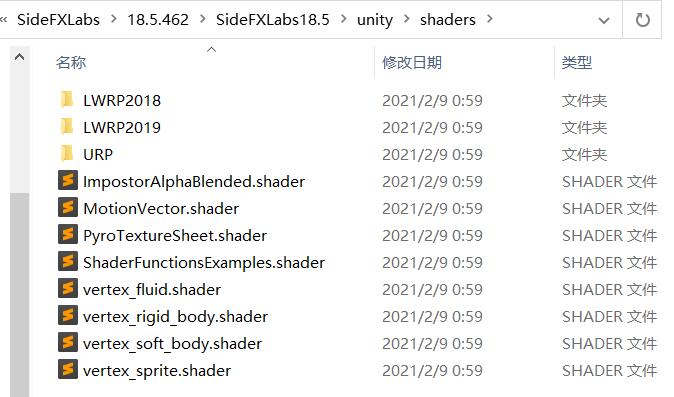 « SideFXLabs > 18.5.462 > SideFXLabs18.5 > unity > shaders >
名称 修改日期 类型
LWRP2018 2021/2/9 0:59 文件夹
LWRP2019 2021/2/9 0:59 文件夹
URP 2021/2/9 0:59 文件夹
ImpostorAlphaBlended.shader 2021/2/9 0:59 SHADER 文件
MotionVector.shader 2021/2/9 0:59 SHADER 文件
PyroTextureSheet.shader 2021/2/9 0:59 SHADER 文件
ShaderFunctionsExamples.shader 2021/2/9 0:59 SHADER 文件
vertex_fluid.shader 2021/2/9 0:59 SHADER 文件
vertex_rigid_body.shader 2021/2/9 0:59 SHADER 文件
vertex_soft_body.shader 2021/2/9 0:59 SHADER 文件
vertex_sprite.shader 2021/2/9 0:59 SHADER 文件